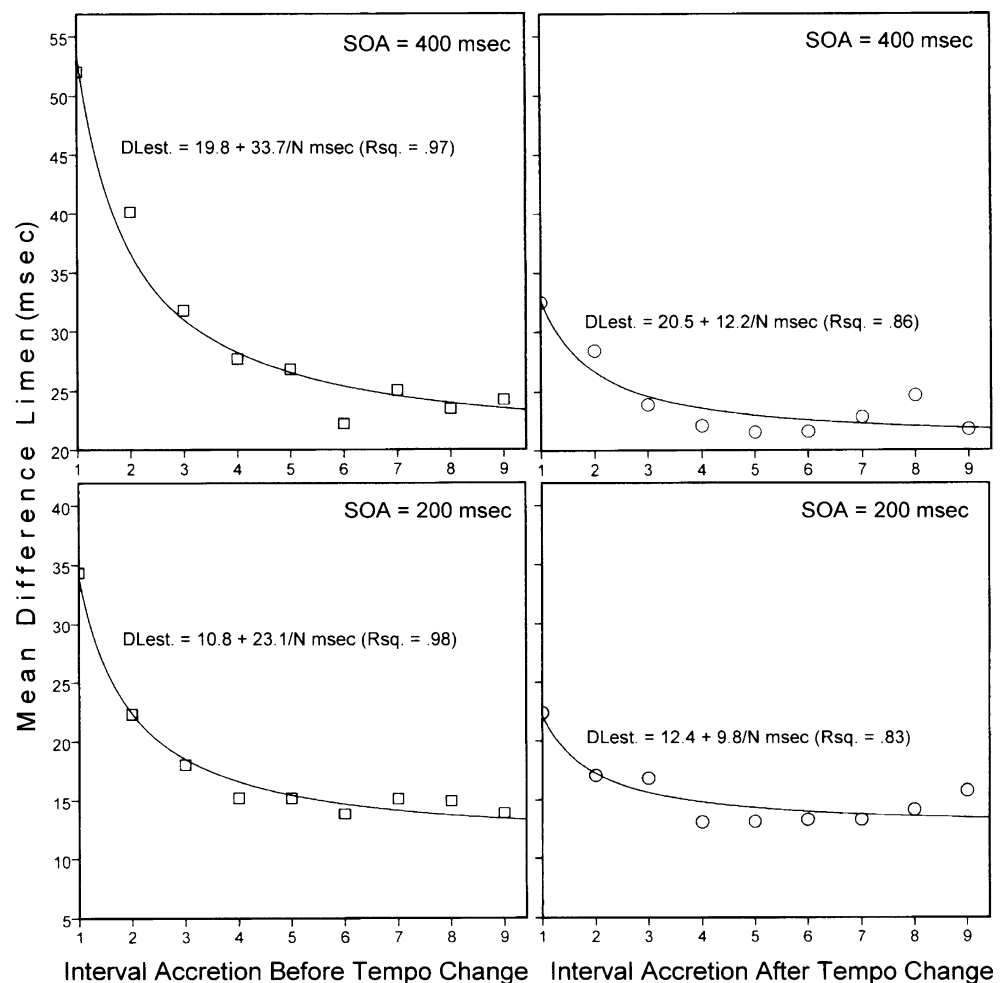 Mean Difference Limen (msec)
SOA = 400 msec
DLest. = 19.8 + 33.7/N msec (Rsq. = .97)
55
50
45
40
35
30
25
20
1 2 3 4 5 6 7 8 9
SOA = 400 msec
DLest. = 20.5 + 12.2/N msec (Rsq. = .86)
1 2 3 4 5 6 7 8 9
SOA = 200 msec
DLest. = 10.8 + 23.1/N msec (Rsq. = .98)
40
35
30
25
20
15
10
5
1 2 3 4 5 6 7 8 9
Interval Accretion Before Tempo Change
SOA = 200 msec
DLest. = 12.4 + 9.8/N msec (Rsq. = .83)
1 2 3 4 5 6 7 8 9
Interval Accretion After Tempo Change